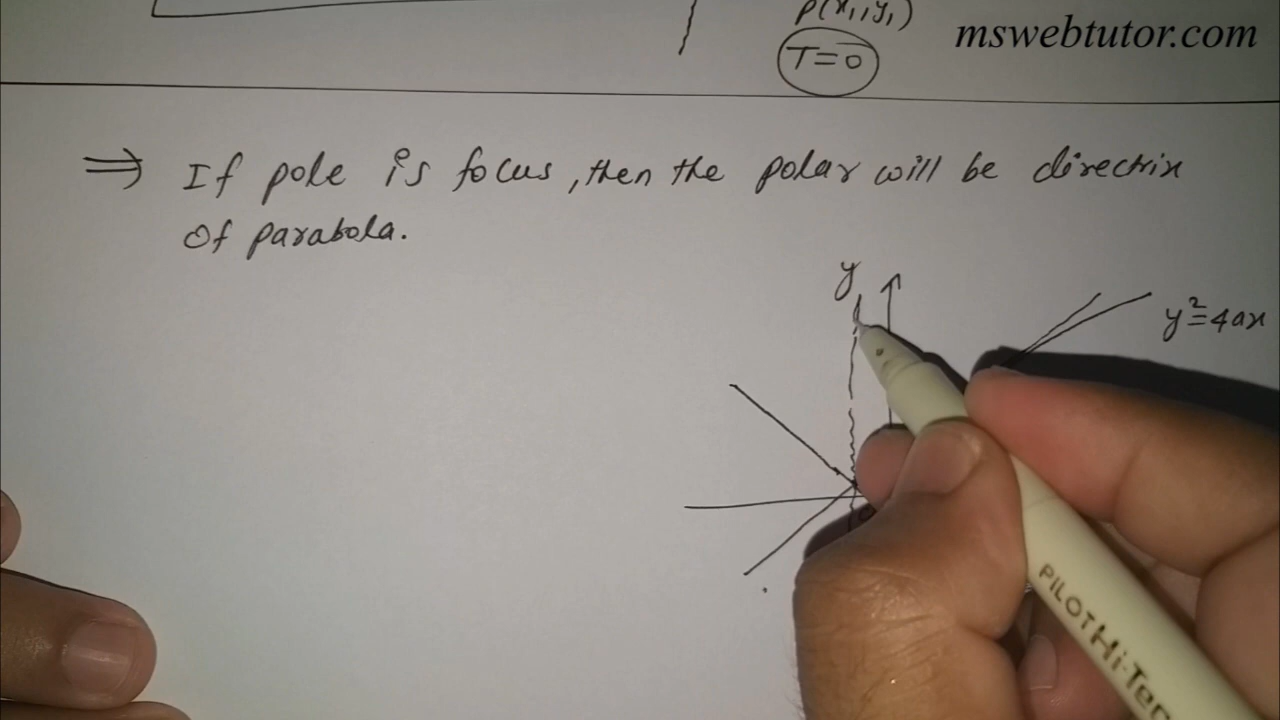 P(x₁,y₁)
mswebtutor.com
T=0
⇒ If pole is focus, then the polar will be directrix
of parabola.
y
y²=4ax
PILOT Hi-Tec